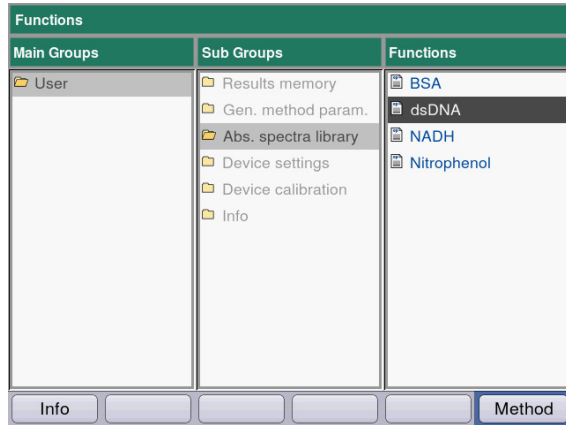 Functions
Main Groups
Sub Groups
Functions
User
Results memory
Gen. method param.
Abs. spectra library
Device settings
Device calibration
Info
BSA
dsDNA
NADH
Nitrophenol
Info
Method